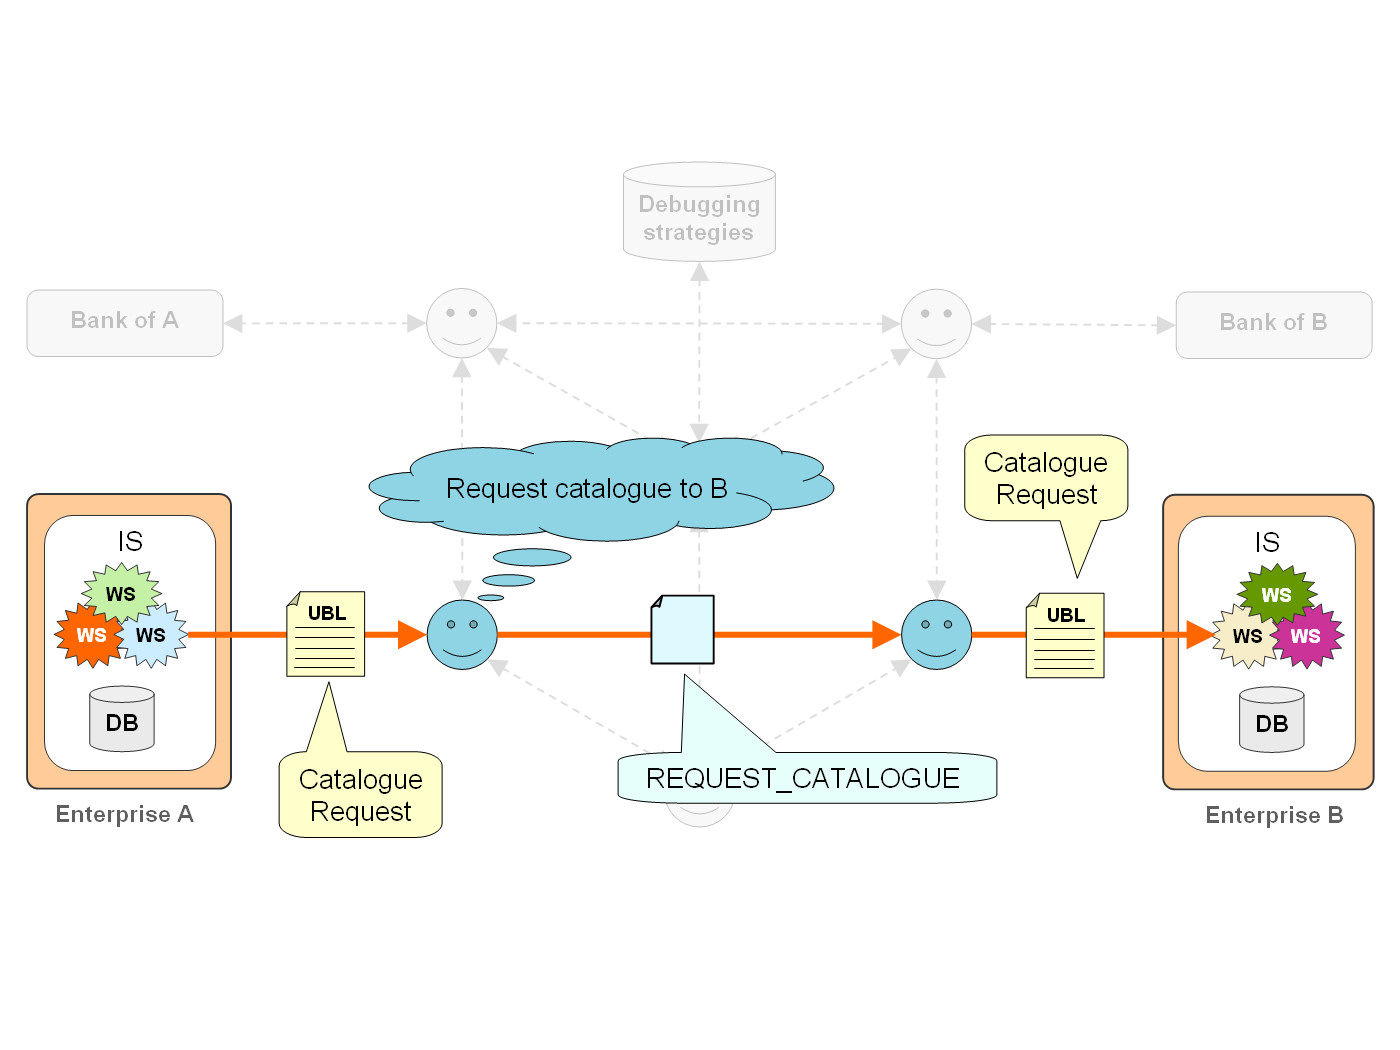 Debugging
strategies
Bank of A
Bank of B
Request catalogue to B
Catalogue
Request
IS
WS
WS
WS
DB
Enterprise A
UBL
Catalogue
Request
REQUEST_CATALOGUE
UBL
IS
WS
WS
WS
DB
Enterprise B